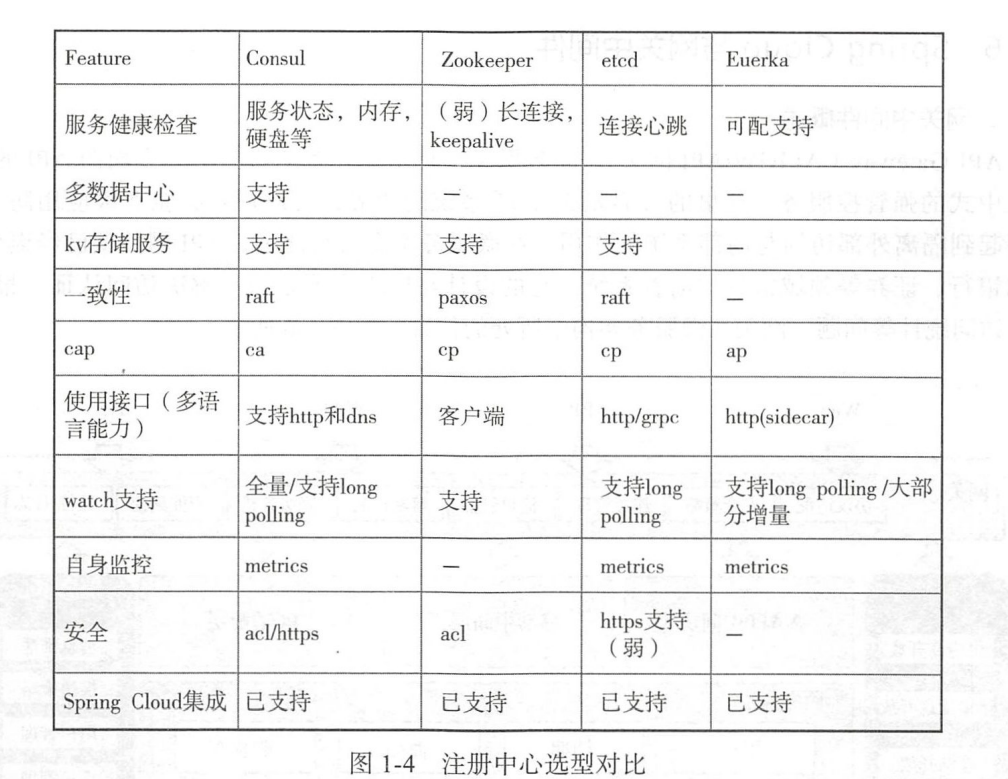 Feature Consul Zookeeper etcd Euerka
服务健康检查 服务状态，内存，硬盘等 （弱）长连接，keepalive 连接心跳 可配支持
多数据中心 支持 — — —
kv存储服务 支持 支持 支持
一致性 raft paxos raft —
cap ca cp cp ap
使用接口（多语言能力） 支持http和dns 客户端 http/grpc http(sidecar)
watch支持 全量/支持long polling 支持 支持long polling 支持long polling /大部分增量
自身监控 metrics — metrics metrics
安全 acl/https acl https支持（弱） —
Spring Cloud集成 已支持 已支持 已支持 已支持
图 1-4 注册中心选型对比